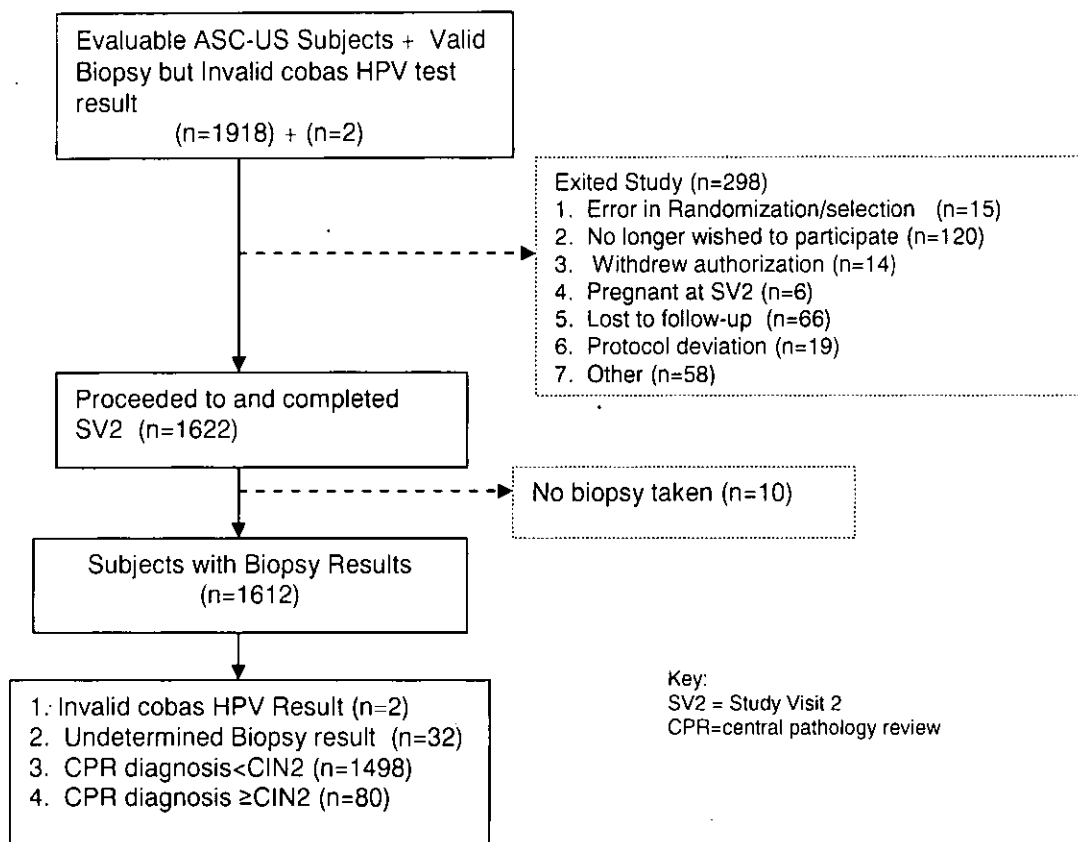 Evaluable ASC-US Subjects + Valid
Biopsy but Invalid cobas HPV test
result
(n=1918) + (n=2)
Exited Study (n=298)
1. Error in Randomization/selection (n=15)
2. No longer wished to participate (n=120)
3. Withdrew authorization (n=14)
4. Pregnant at SV2 (n=6)
5. Lost to follow-up (n=66)
6. Protocol deviation (n=19)
7. Other (n=58)
Proceeded to and completed
SV2 (n=1622)
No biopsy taken (n=10)
Subjects with Biopsy Results
(n=1612)
1. Invalid cobas HPV Result (n=2)
2. Undetermined Biopsy result (n=32)
3. CPR diagnosis<CIN2 (n=1498)
4. CPR diagnosis ≥CIN2 (n=80)
Key:
SV2 = Study Visit 2
CPR=central pathology review